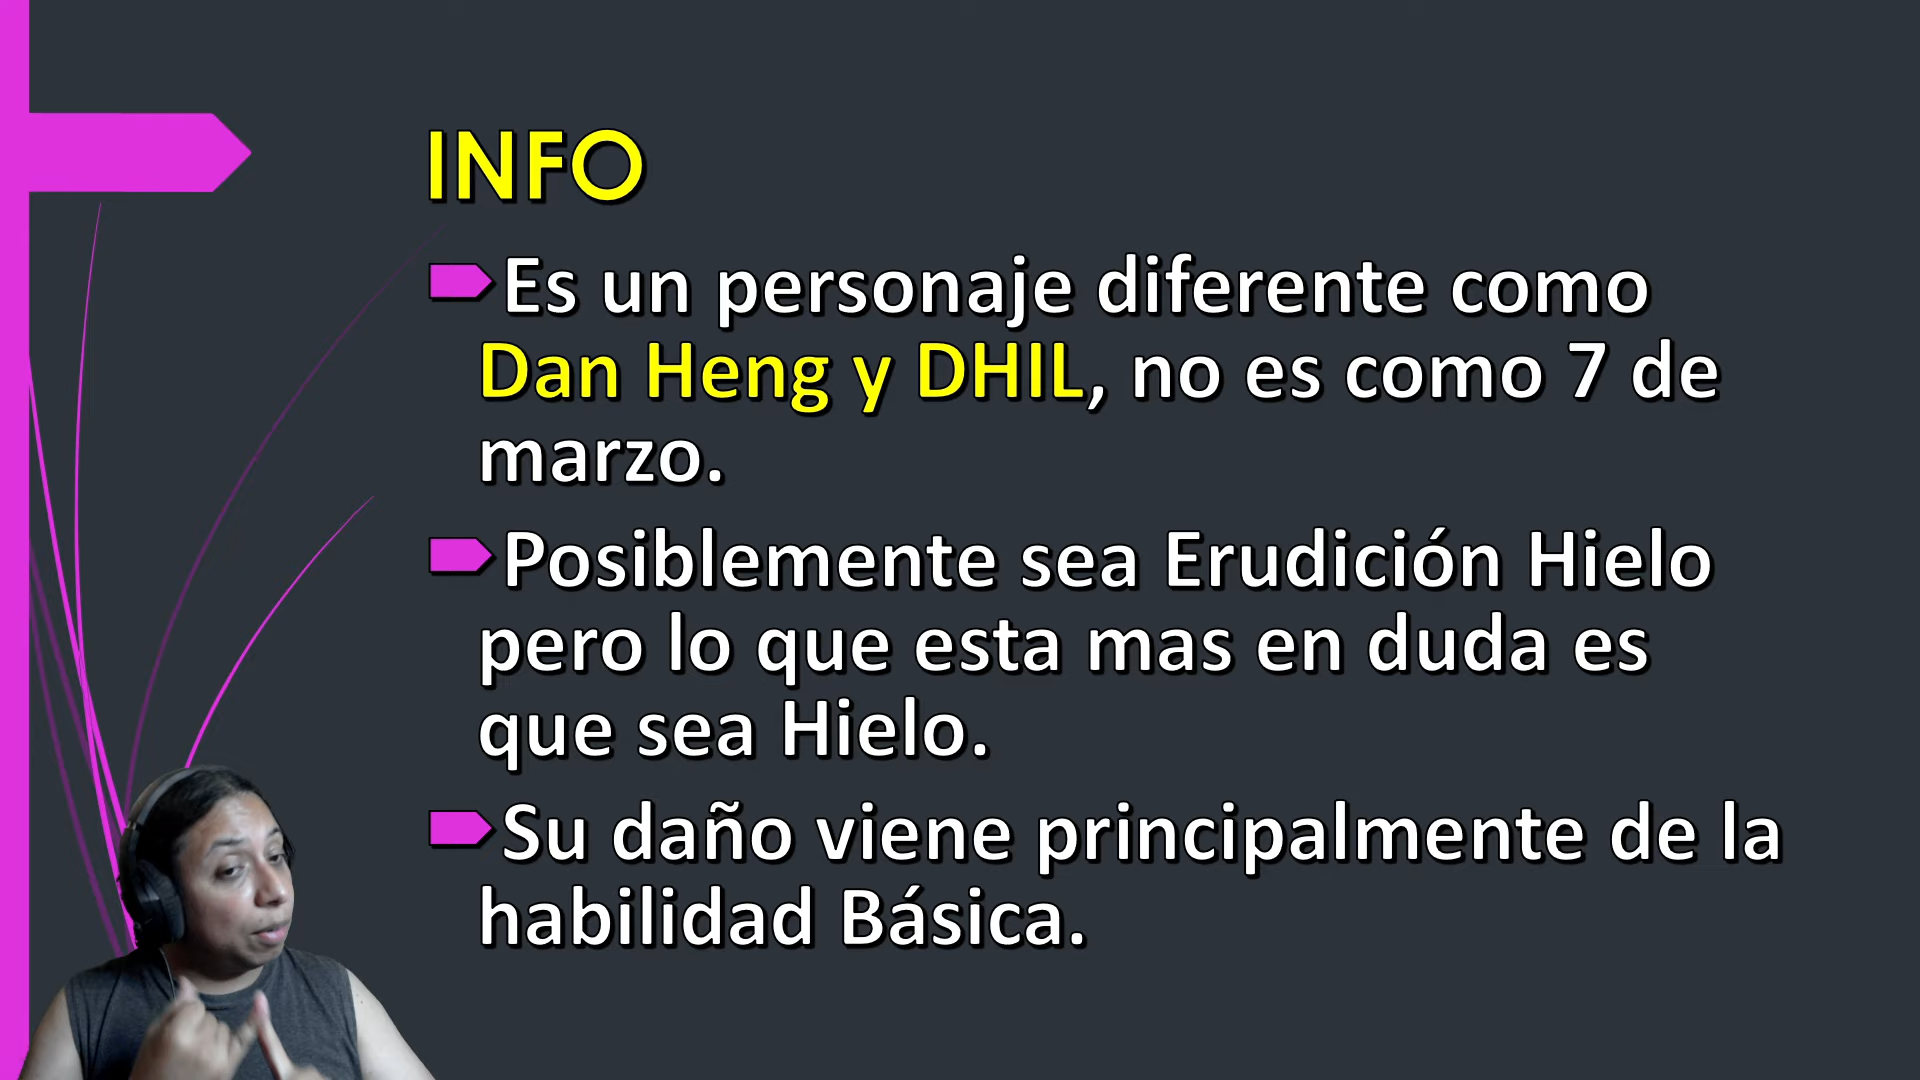 INFO
Es un personaje diferente como
Dan Heng y DHIL, no es como 7 de
marzo.
Posiblemente sea Erudición Hielo
pero lo que esta mas en duda es
que sea Hielo.
Su daño viene principalmente de la
habilidad Básica.